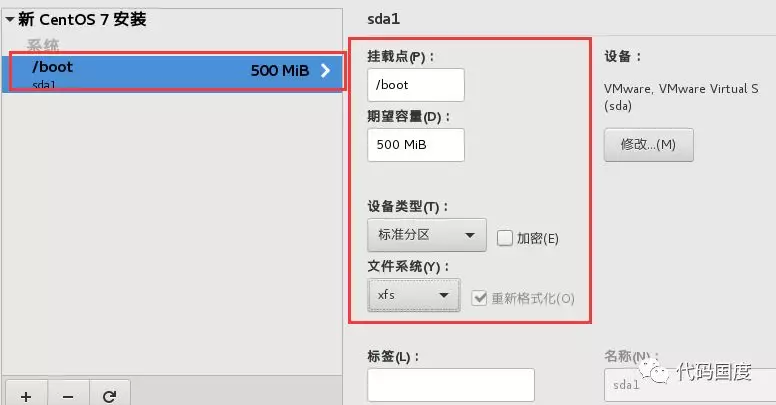 新 CentOS 7 安装
系统
/boot
500 MiB
sda1
sda1
挂载点(P)：
/boot
期望容量(D)：
500 MiB
设备类型(T)：
标准分区
加密(E)
文件系统(Y)：
xfs
重新格式化(O)
标签(L)：
设备：
VMware, VMware Virtual S
(sda)
修改...(M)
名称(N)：
sda1
代码国度